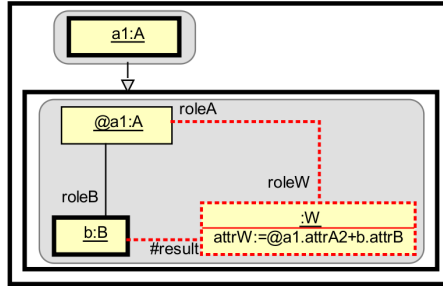 a1:A
@a1:A
roleA
roleB
roleW
b:B
:W
attrW:=@a1.attrA2+b.attrB
#result